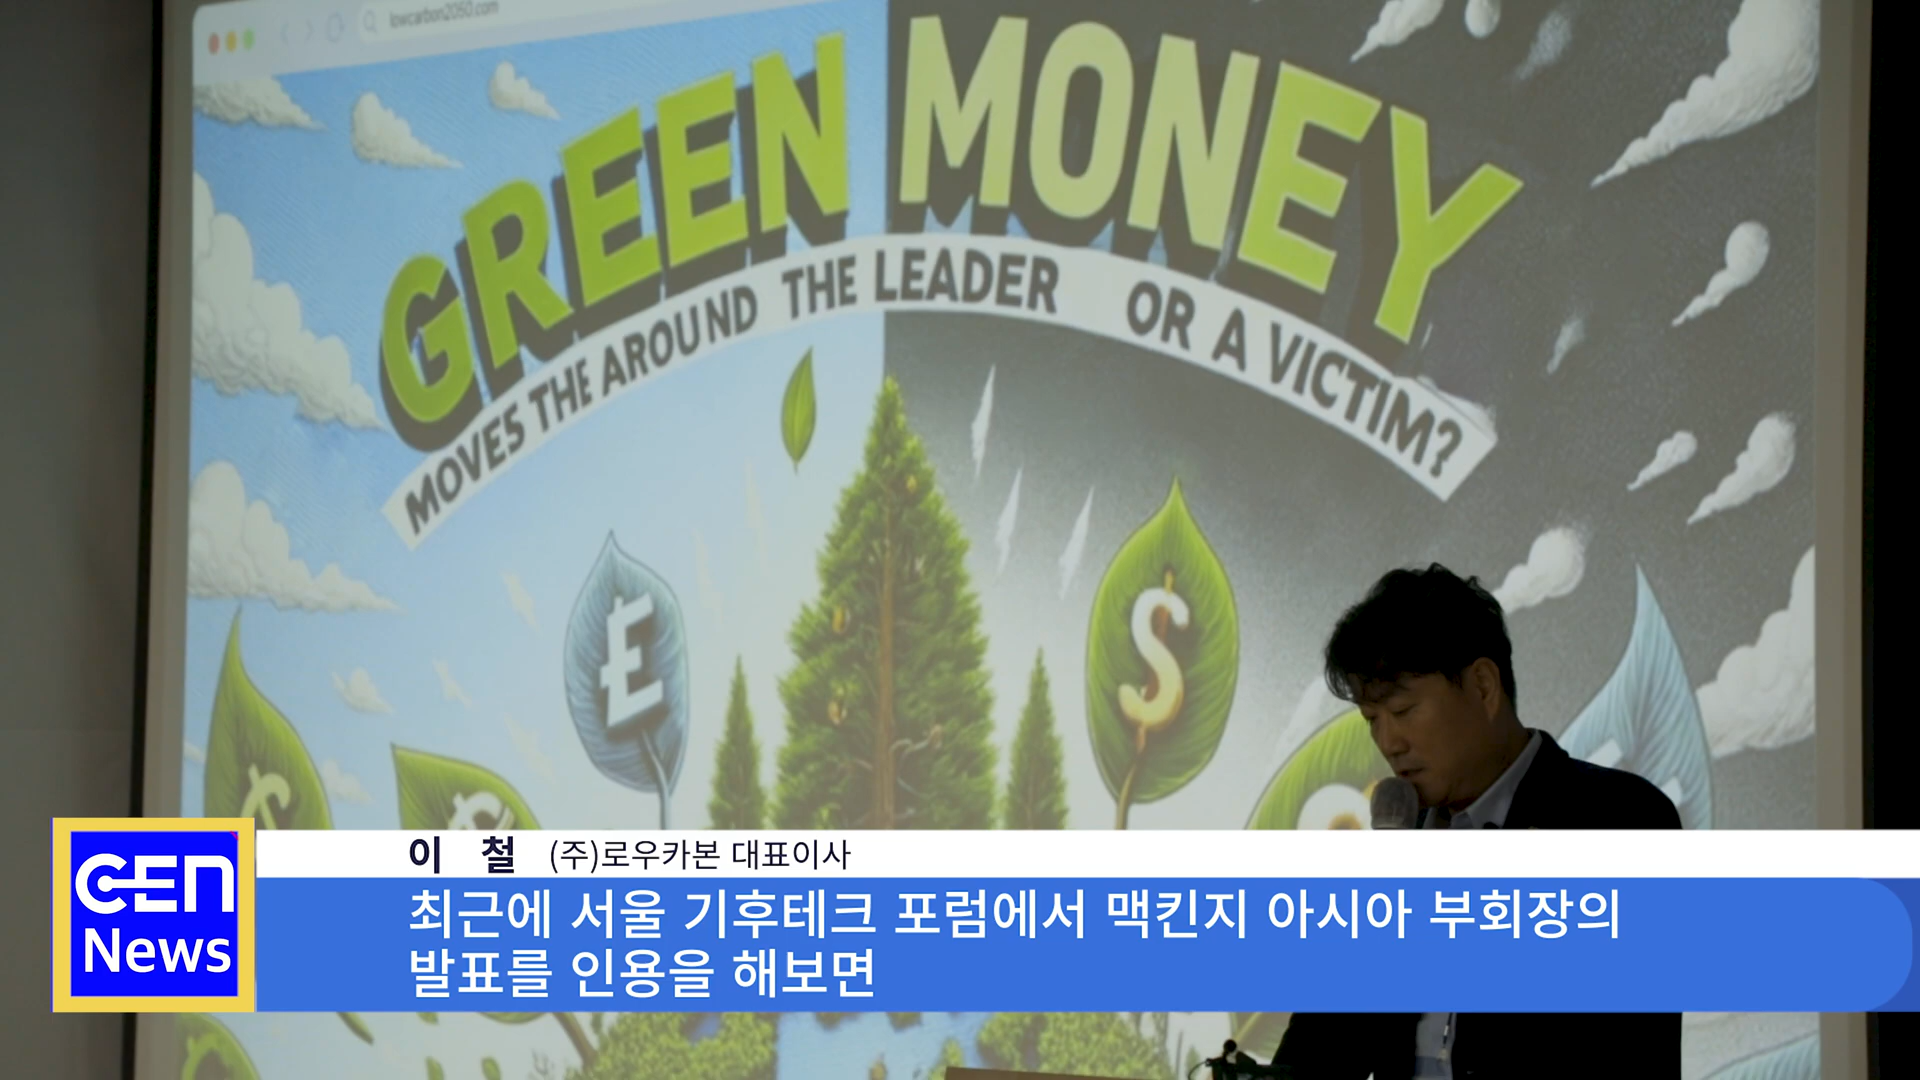 lowcarbon2050.com
GREEN MONEY
MOVES THE AROUND THE LEADER OR A VICTIM?
£
$
이 철 (주)로우카본 대표이사
CEN
News
최근에 서울 기후테크 포럼에서 맥킨지 아시아 부회장의
발표를 인용을 해보면